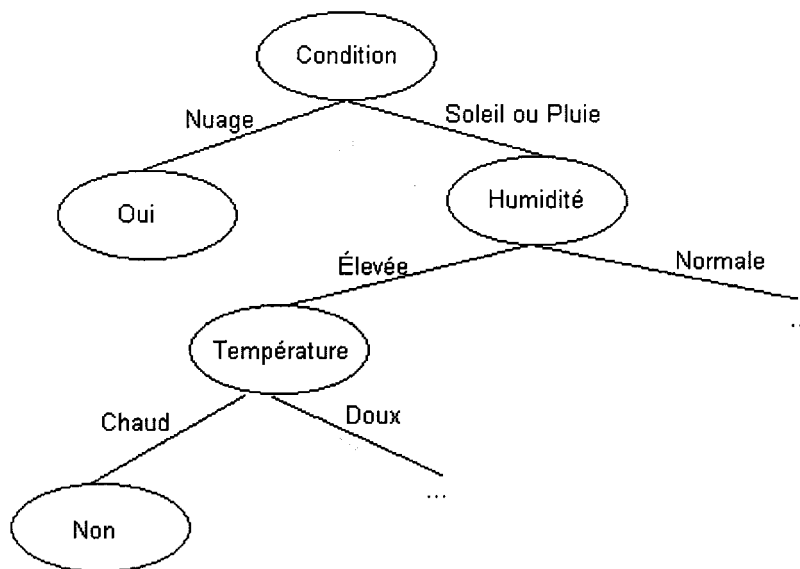 Condition
Nuage
Soleil ou Pluie
Oui
Humidité
Élevée
Normale
...
Température
Chaud
Doux
...
Non